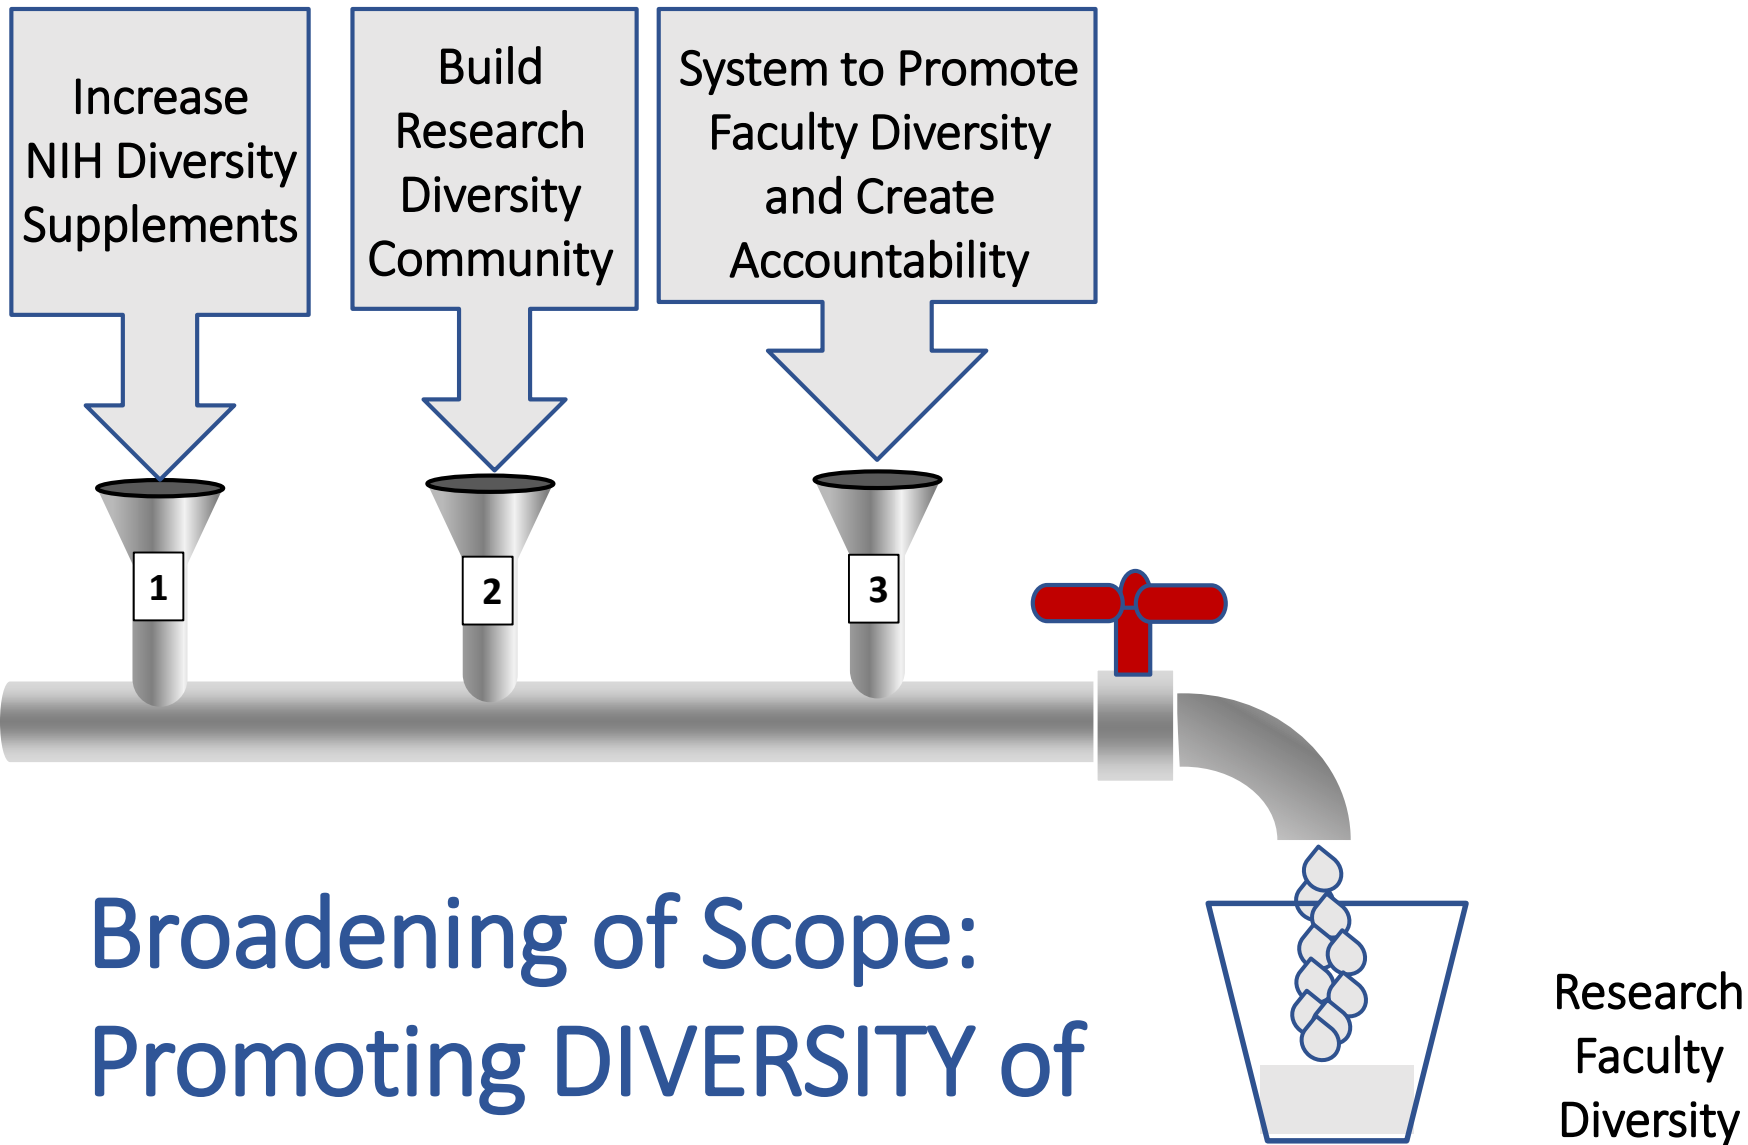 Increase
NIH Diversity
Supplements
Build
Research
Diversity
Community
System to Promote
Faculty Diversity
and Create
Accountability
1
2
3
Broadening of Scope:
Promoting DIVERSITY of
Research
Faculty
Diversity